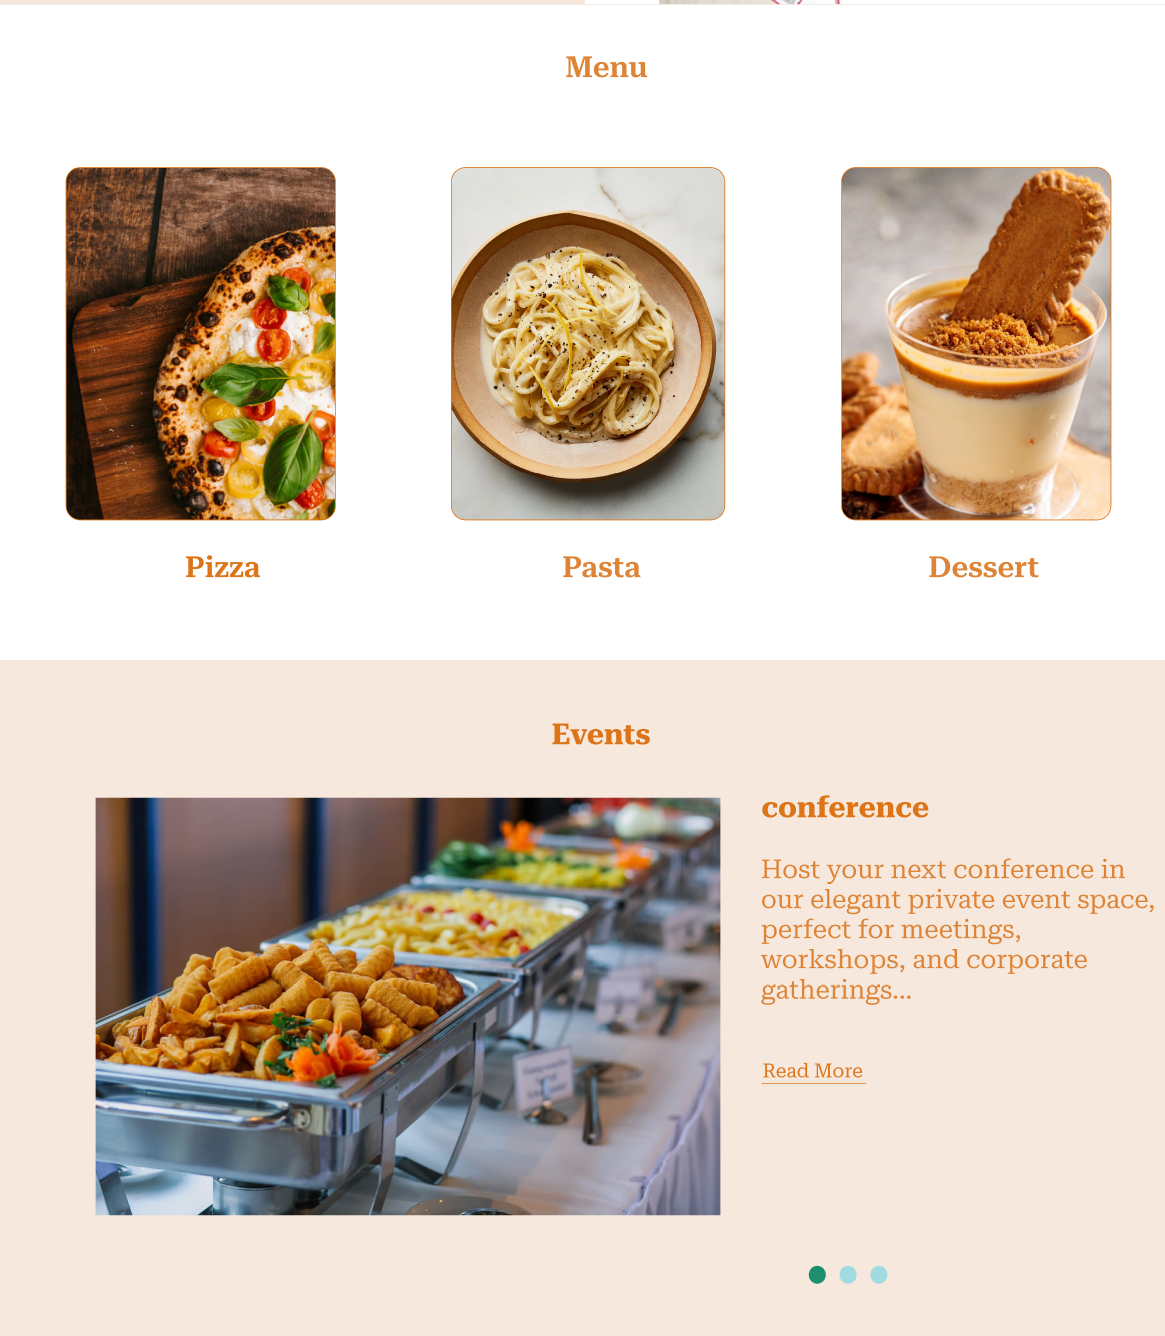 Menu
Pizza
Pasta
Dessert
Events
conference
Host your next conference in
our elegant private event space,
perfect for meetings,
workshops, and corporate
gatherings...
Read More